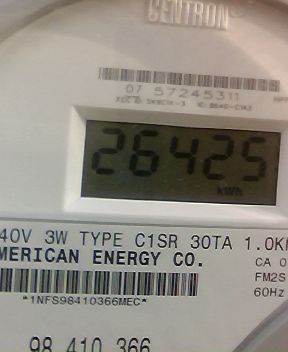 CENTRON
07 57245311
26425
kWh
40V 3W TYPE C1SR 30TA 1.0K
MERICAN ENERGY CO.
CA 0
FM2S
60Hz
*1NFS98410366MEC*
98 410 366